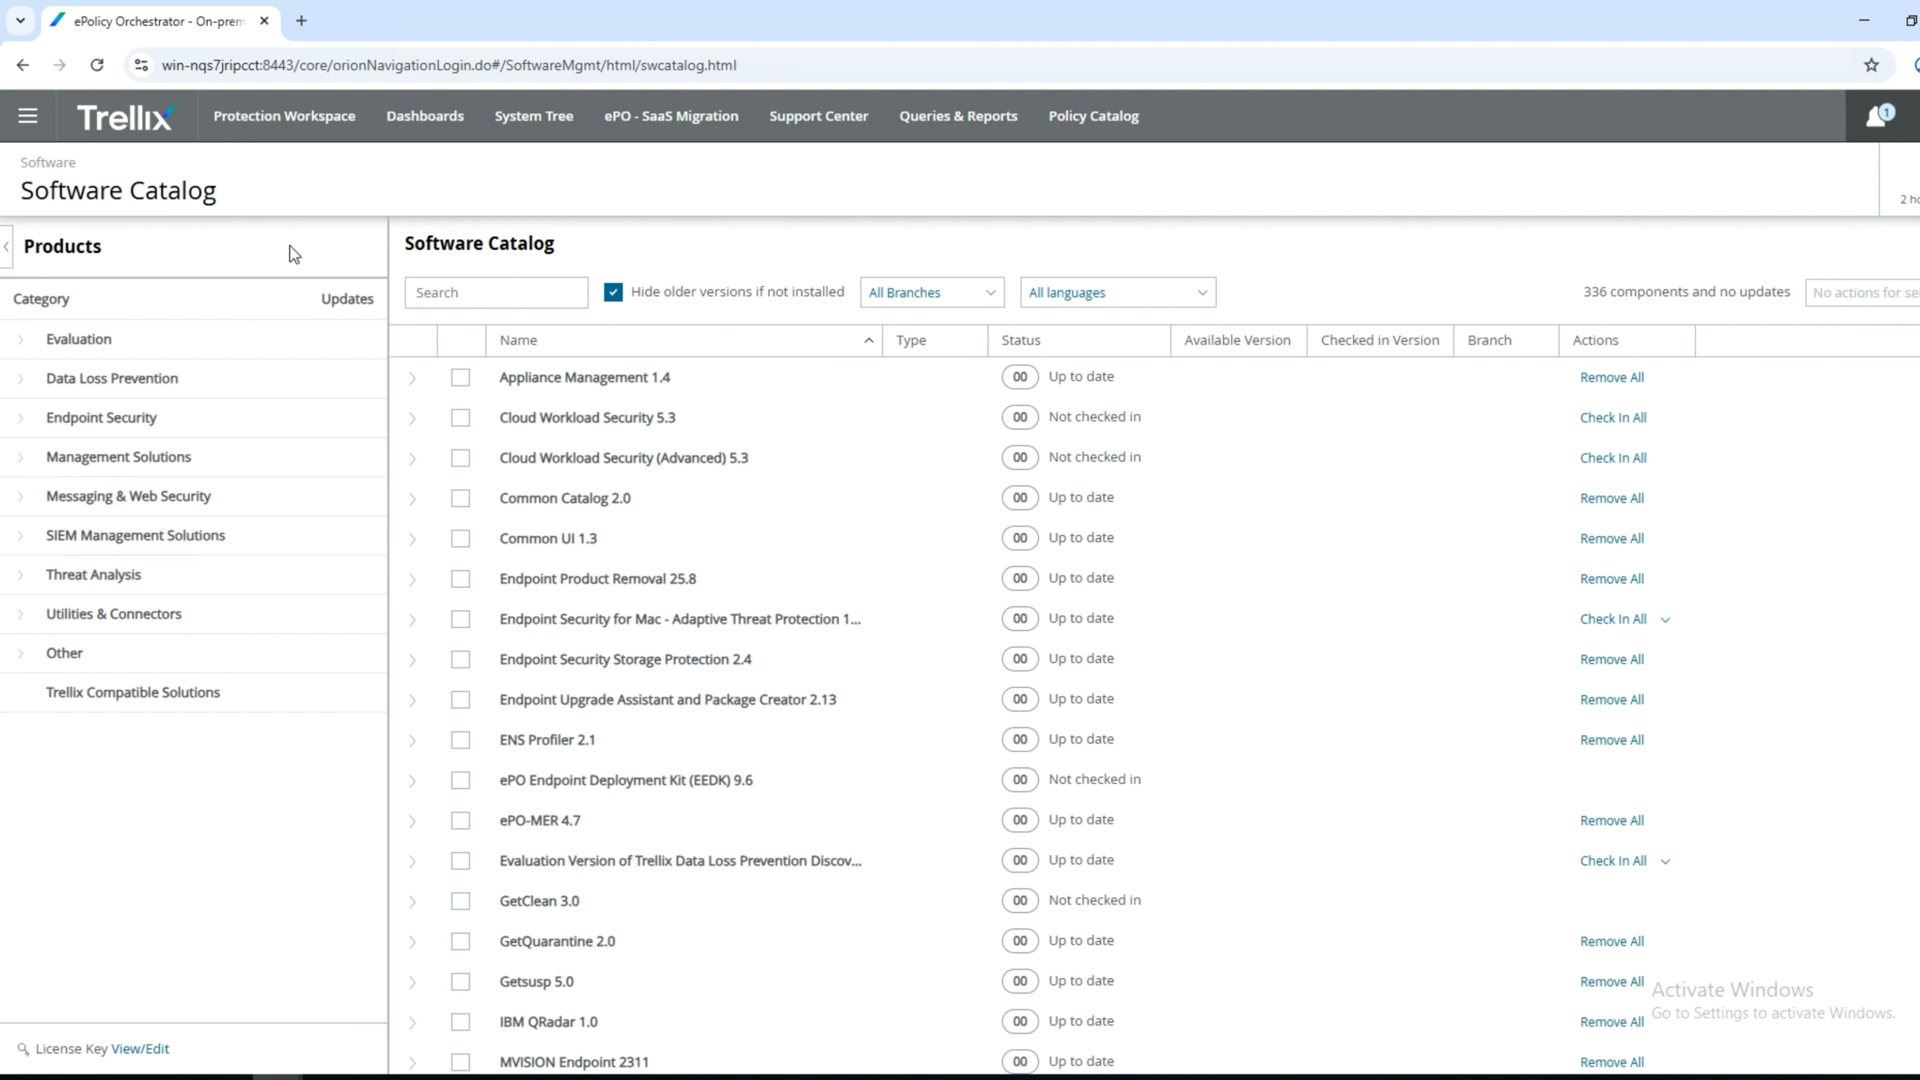 ePolicy Orchestrator - On-prem
win-nqs7jripcct:8443/core/orionNavigationLogin.do#/SoftwareMgmt/html/swcatalog.html
Trellix Protection Workspace Dashboards System Tree ePO - SaaS Migration Support Center Queries & Reports Policy Catalog 1
Software
Software Catalog
2 ho
Products
Category Updates
Evaluation
Data Loss Prevention
Endpoint Security
Management Solutions
Messaging & Web Security
SIEM Management Solutions
Threat Analysis
Utilities & Connectors
Other
Trellix Compatible Solutions
License Key View/Edit
Software Catalog
Search Hide older versions if not installed All Branches All languages 336 components and no updates No actions for sel
Name Type Status Available Version Checked in Version Branch Actions
Appliance Management 1.4 00 Up to date Remove All
Cloud Workload Security 5.3 00 Not checked in Check In All
Cloud Workload Security (Advanced) 5.3 00 Not checked in Check In All
Common Catalog 2.0 00 Up to date Remove All
Common UI 1.3 00 Up to date Remove All
Endpoint Product Removal 25.8 00 Up to date Remove All
Endpoint Security for Mac - Adaptive Threat Protection 1... 00 Up to date Check In All
Endpoint Security Storage Protection 2.4 00 Up to date Remove All
Endpoint Upgrade Assistant and Package Creator 2.13 00 Up to date Remove All
ENS Profiler 2.1 00 Up to date Remove All
ePO Endpoint Deployment Kit (EEDK) 9.6 00 Not checked in
ePO-MER 4.7 00 Up to date Remove All
Evaluation Version of Trellix Data Loss Prevention Discov... 00 Up to date Check In All
GetClean 3.0 00 Not checked in
GetQuarantine 2.0 00 Up to date Remove All
Getsusp 5.0 00 Up to date Remove All
IBM QRadar 1.0 00 Up to date Remove All
MVISION Endpoint 2311 00 Up to date Remove All
Activate Windows
Go to Settings to activate Windows.